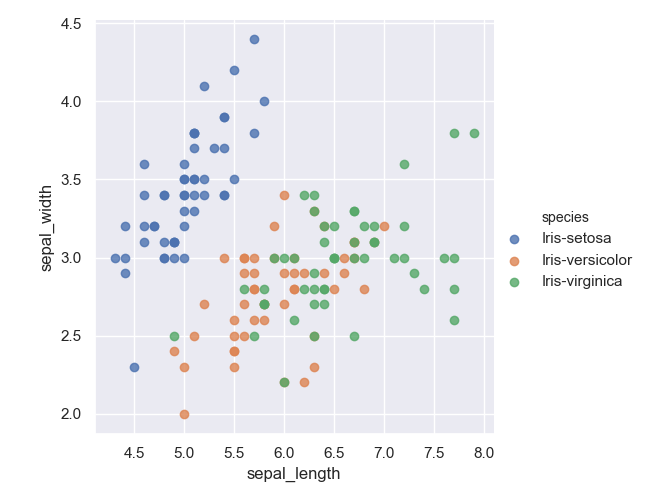 4.5
4.0
3.5
3.0
2.5
2.0
sepal_width
4.5 5.0 5.5 6.0 6.5 7.0 7.5 8.0
sepal_length
species
Iris-setosa
Iris-versicolor
Iris-virginica